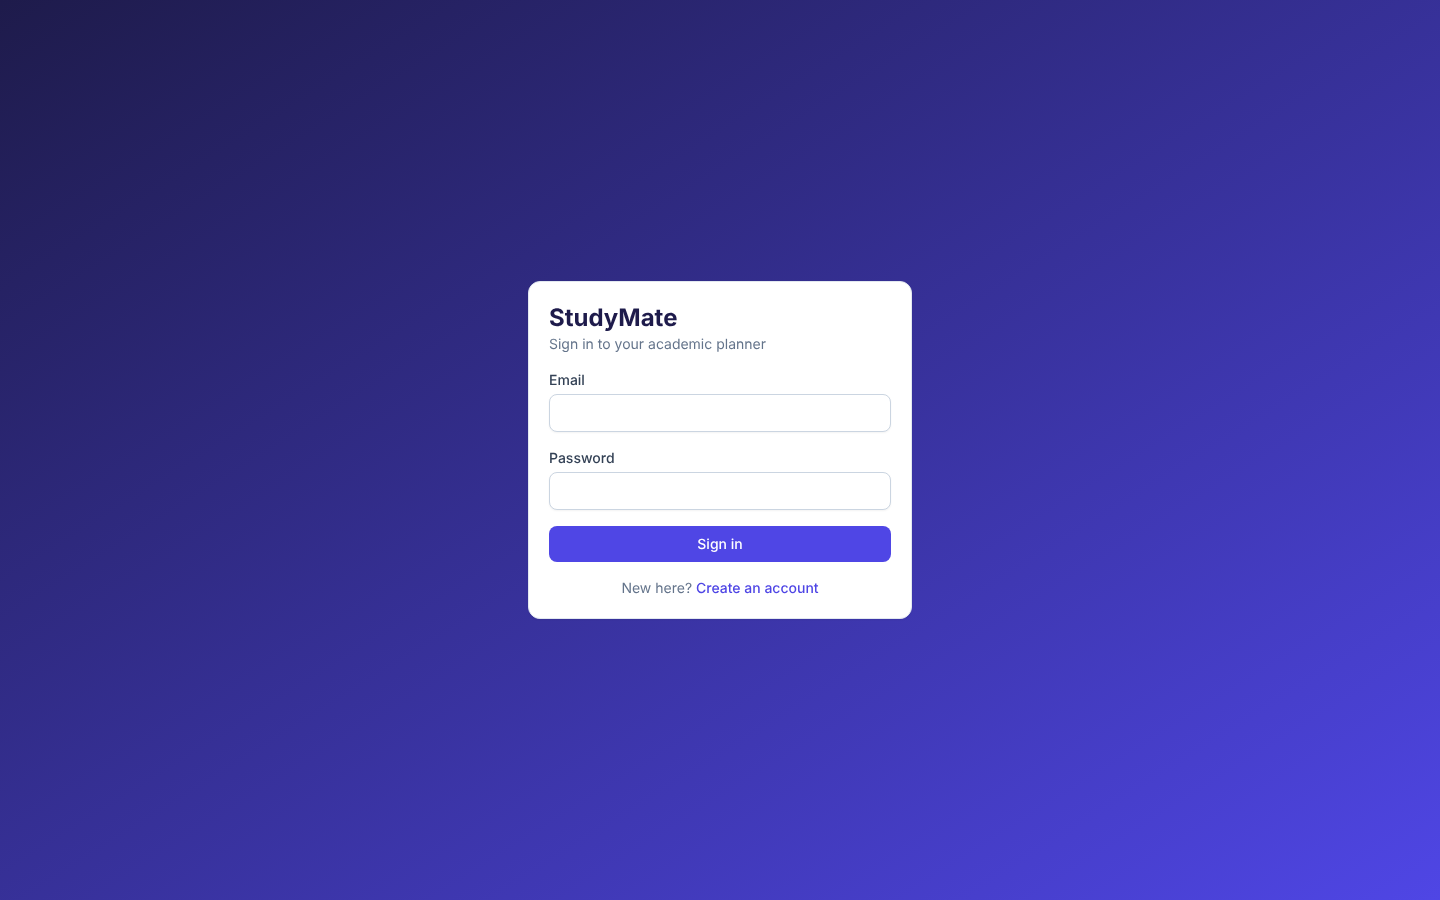 StudyMate
Sign in to your academic planner
Email
Password
Sign in
New here? Create an account